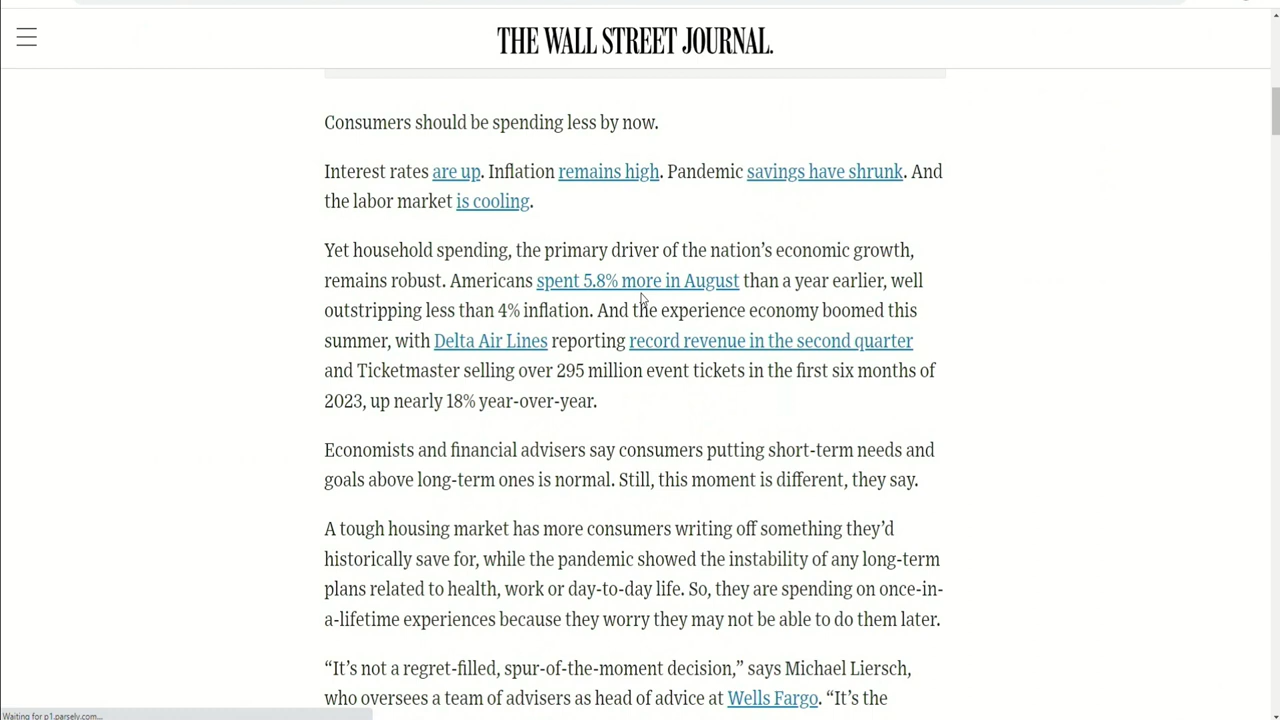 THE WALL STREET JOURNAL.
Consumers should be spending less by now.
Interest rates are up. Inflation remains high. Pandemic savings have shrunk. And
the labor market is cooling.
Yet household spending, the primary driver of the nation’s economic growth,
remains robust. Americans spent 5.8% more in August than a year earlier, well
outstripping less than 4% inflation. And the experience economy boomed this
summer, with Delta Air Lines reporting record revenue in the second quarter
and Ticketmaster selling over 295 million event tickets in the first six months of
2023, up nearly 18% year-over-year.
Economists and financial advisers say consumers putting short-term needs and
goals above long-term ones is normal. Still, this moment is different, they say.
A tough housing market has more consumers writing off something they’d
historically save for, while the pandemic showed the instability of any long-term
plans related to health, work or day-to-day life. So, they are spending on once-in-
a-lifetime experiences because they worry they may not be able to do them later.
“It’s not a regret-filled, spur-of-the-moment decision,” says Michael Liersch,
who oversees a team of advisers as head of advice at Wells Fargo. “It’s the
Waiting for p1.parsely.com...